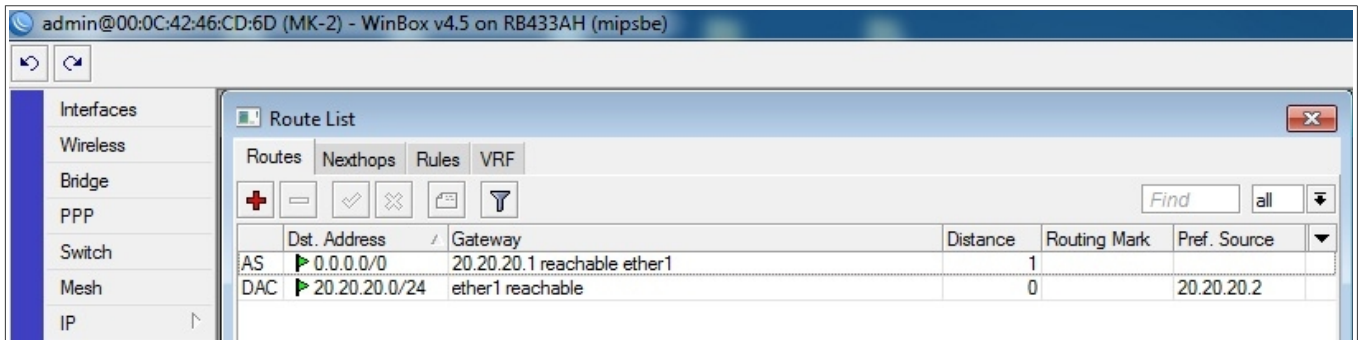 admin@00:0C:42:46:CD:6D (MK-2) - WinBox v4.5 on RB433AH (mipsbe)
Interfaces
Wireless
Bridge
PPP
Switch
Mesh
IP
Route List
Routes Nexthops Rules VRF
Find all
Dst. Address Gateway Distance Routing Mark Pref. Source
AS 0.0.0.0/0 20.20.20.1 reachable ether1 1
DAC 20.20.20.0/24 ether1 reachable 0 20.20.20.2